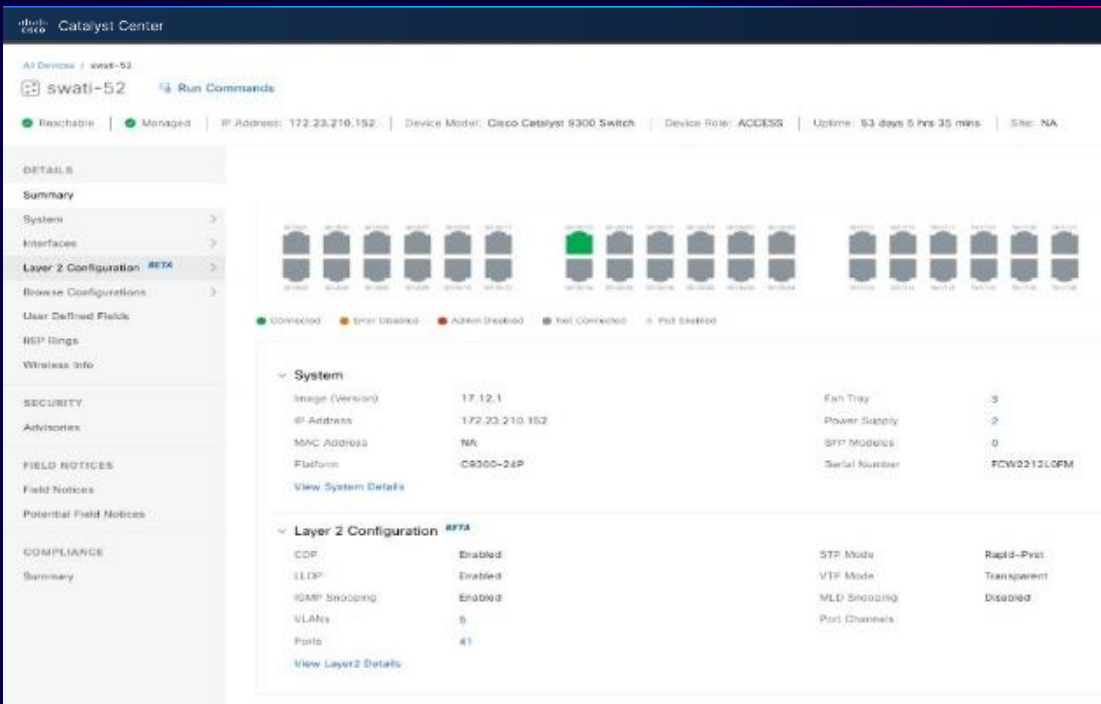 cisco Catalyst Center
All Devices / swati-52
swati-52 Run Commands
Reachable | Managed | IP Address: 172.23.210.152 | Device Model: Cisco Catalyst 9300 Switch | Device Role: ACCESS | Uptime: 53 days 5 hrs 35 mins | Site: NA
DETAILS
Summary
System
Interfaces
Layer 2 Configuration BETA
Browse Configurations
User Defined Fields
REP Rings
Wireless Info
SECURITY
Advisories
FIELD NOTICES
Field Notices
Potential Field Notices
COMPLIANCE
Summary
Connected Error Disabled Admin Disabled Not Connected PoE Enabled
System
Image (Version) 17.12.1 Fan Tray 3
IP Address 172.23.210.152 Power Supply 2
MAC Address NA SFP Modules 0
Platform C9300-24P Serial Number FCW2212L0FM
View System Details
Layer 2 Configuration BETA
CDP Enabled STP Mode Rapid-Pvst
LLDP Enabled VTP Mode Transparent
IGMP Snooping Enabled MLD Snooping Disabled
VLANs 5 Port Channels
Ports 41
View Layer2 Details